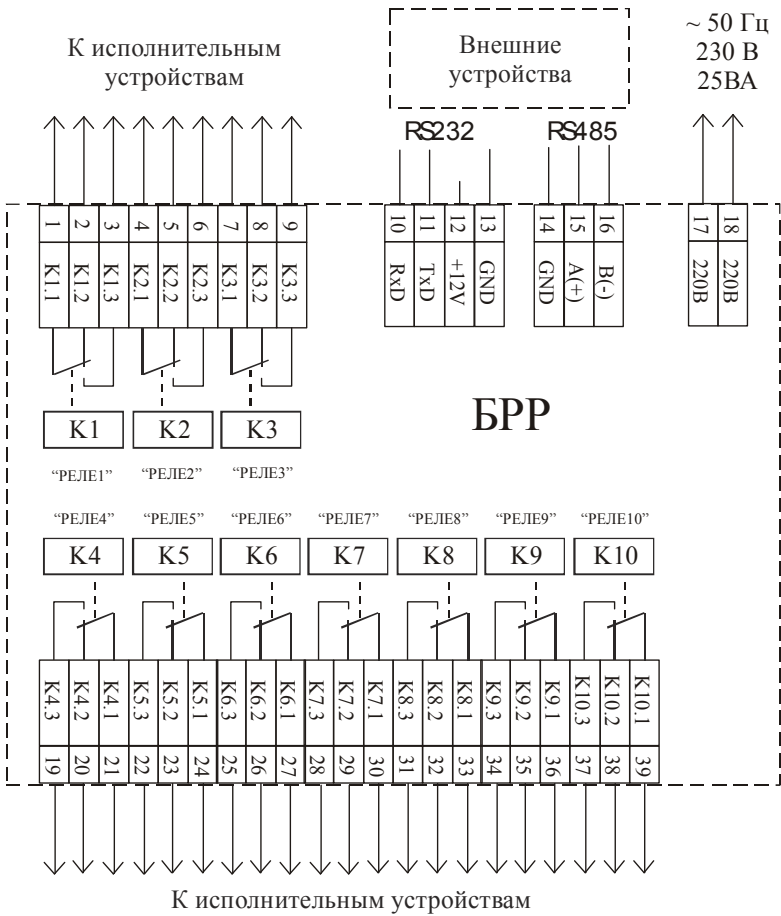 К исполнительным
устройствам
Внешние
устройства
~ 50 Гц
230 В
25ВА
RS232
RS485
1 2 3 4 5 6 7 8 9
K1.1 K1.2 K1.3 K2.1 K2.2 K2.3 K3.1 K3.2 K3.3
10 11 12 13
RxD TxD +12V GND
14 15 16
GND A(+) B(-)
17 18
220В 220В
K1 K2 K3
“РЕЛЕ1” “РЕЛЕ2” “РЕЛЕ3”
БРР
“РЕЛЕ4” “РЕЛЕ5” “РЕЛЕ6” “РЕЛЕ7” “РЕЛЕ8” “РЕЛЕ9” “РЕЛЕ10”
K4 K5 K6 K7 K8 K9 K10
K4.3 K4.2 K4.1 K5.3 K5.2 K5.1 K6.3 K6.2 K6.1 K7.3 K7.2 K7.1 K8.3 K8.2 K8.1 K9.3 K9.2 K9.1 K10.3 K10.2 K10.1
19 20 21 22 23 24 25 26 27 28 29 30 31 32 33 34 35 36 37 38 39
К исполнительным устройствам